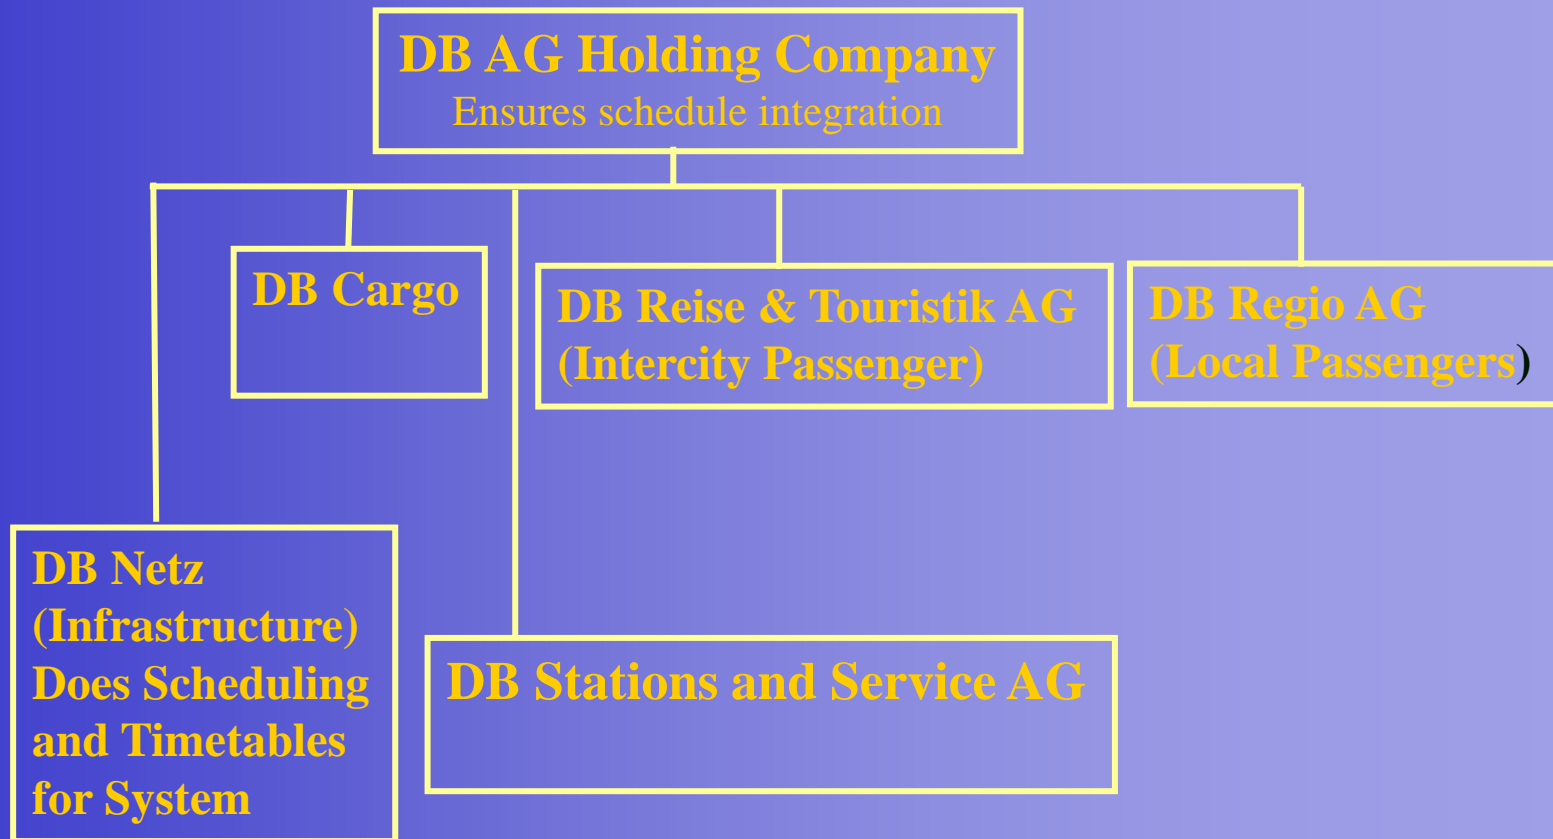 DB AG Holding Company
Ensures schedule integration
DB Cargo
DB Reise & Touristik AG
(Intercity Passenger)
DB Regio AG
(Local Passengers)
DB Netz
(Infrastructure)
Does Scheduling
and Timetables
for System
DB Stations and Service AG